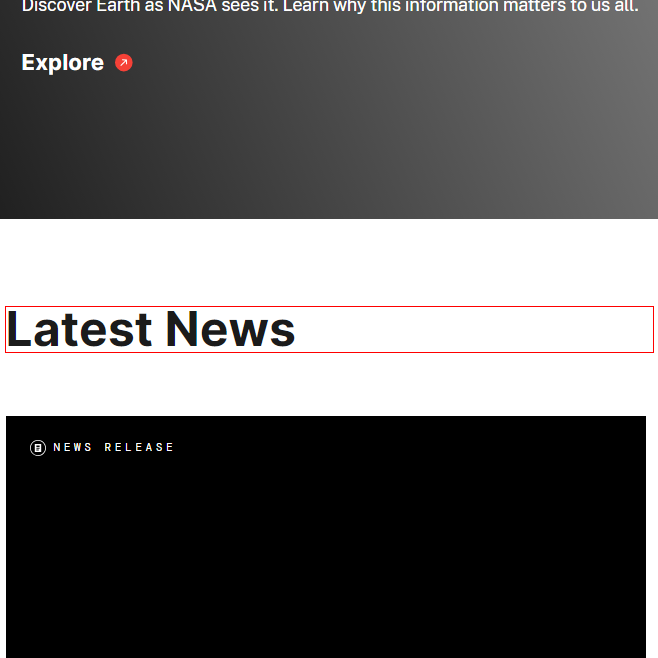 Discover Earth as NASA sees it. Learn why this information matters to us all.
Explore
Latest News
NEWS RELEASE